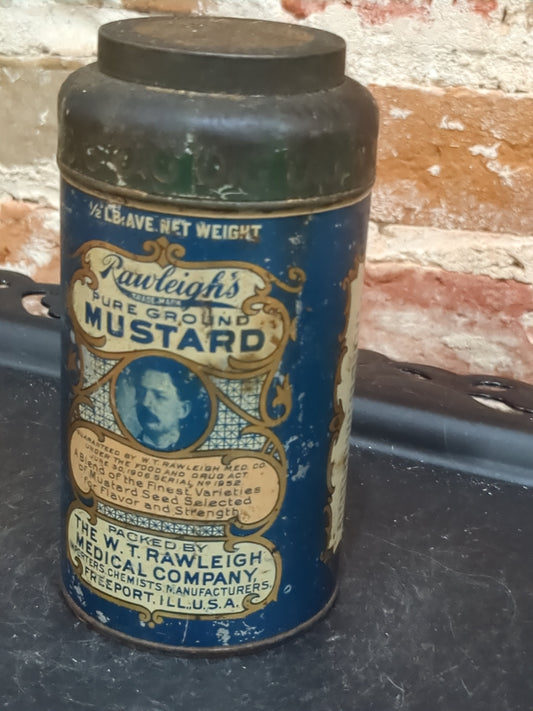 ½ LB. AVE. NET WEIGHT
Rawleigh's
TRADE MARK
PURE GROUND
MUSTARD
GUARANTEED BY W.T. RAWLEIGH MED. CO.
UNDER THE FOOD AND DRUG ACT
JUNE 30, 1906 SERIAL Nº 1952
A Blend of the Finest Varieties
of Mustard Seed Selected
for Flavor and Strength
PACKED BY
THE W. T. RAWLEIGH
MEDICAL COMPANY,
IMPORTERS, CHEMISTS, MANUFACTURERS,
FREEPORT, ILL., U.S.A.